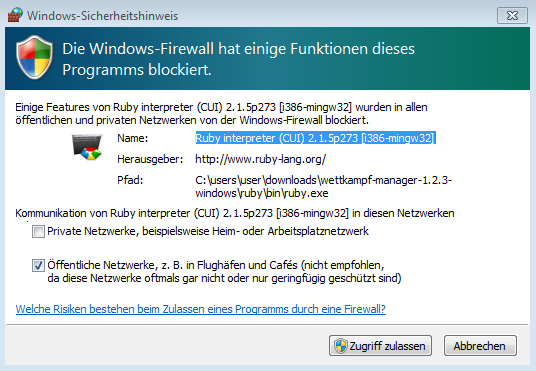 Windows-Sicherheitshinweis
Die Windows-Firewall hat einige Funktionen dieses
Programms blockiert.
Einige Features von Ruby interpreter (CUI) 2.1.5p273 [i386-mingw32] wurden in allen
öffentlichen und privaten Netzwerken von der Windows-Firewall blockiert.
Name: Ruby interpreter (CUI) 2.1.5p273 [i386-mingw32]
Herausgeber: http://www.ruby-lang.org/
Pfad: C:\users\user\downloads\wettkampf-manager-1.2.3-
windows\ruby\bin\ruby.exe
Kommunikation von Ruby interpreter (CUI) 2.1.5p273 [i386-mingw32] in diesen Netzwerken
Private Netzwerke, beispielsweise Heim- oder Arbeitsplatznetzwerk
Öffentliche Netzwerke, z. B. in Flughäfen und Cafés (nicht empfohlen,
da diese Netzwerke oftmals gar nicht oder nur geringfügig geschützt sind)
Welche Risiken bestehen beim Zulassen eines Programms durch eine Firewall?
Zugriff zulassen Abbrechen